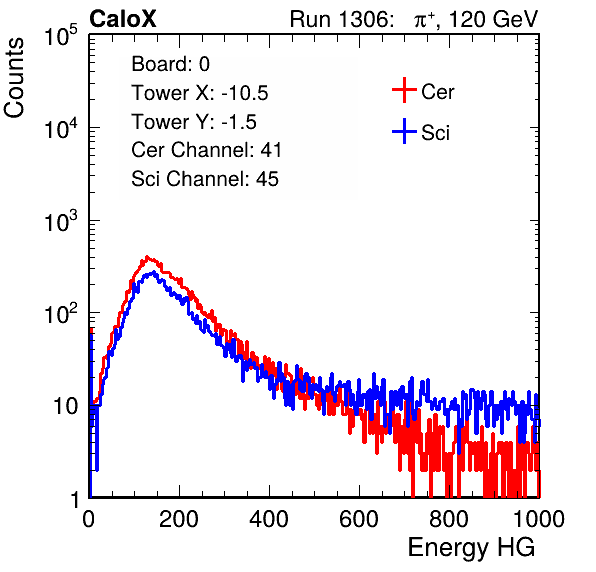 CaloX Run 1306: π⁺, 120 GeV
Counts
10⁵
10⁴
10³
10²
10
1
Board: 0
Tower X: -10.5
Tower Y: -1.5
Cer Channel: 41
Sci Channel: 45
Cer
Sci
0 200 400 600 800 1000
Energy HG